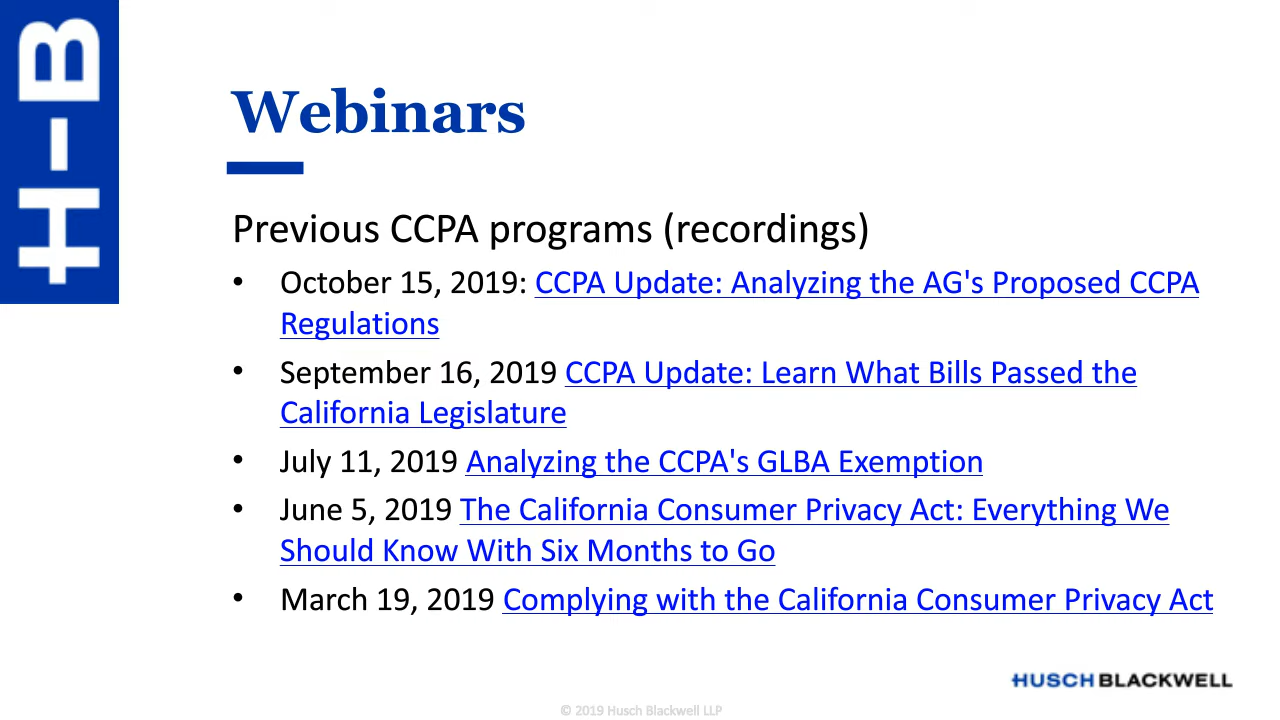 H-B
Webinars
Previous CCPA programs (recordings)
• October 15, 2019: CCPA Update: Analyzing the AG's Proposed CCPA
Regulations
• September 16, 2019 CCPA Update: Learn What Bills Passed the
California Legislature
• July 11, 2019 Analyzing the CCPA's GLBA Exemption
• June 5, 2019 The California Consumer Privacy Act: Everything We
Should Know With Six Months to Go
• March 19, 2019 Complying with the California Consumer Privacy Act
HUSCH BLACKWELL
© 2019 Husch Blackwell LLP